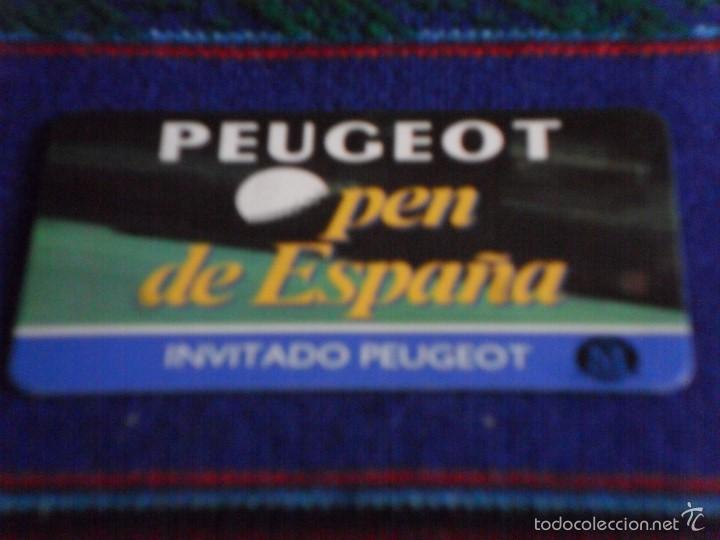 PEUGEOT
Open
de España
INVITADO PEUGEOT
todocoleccion.net